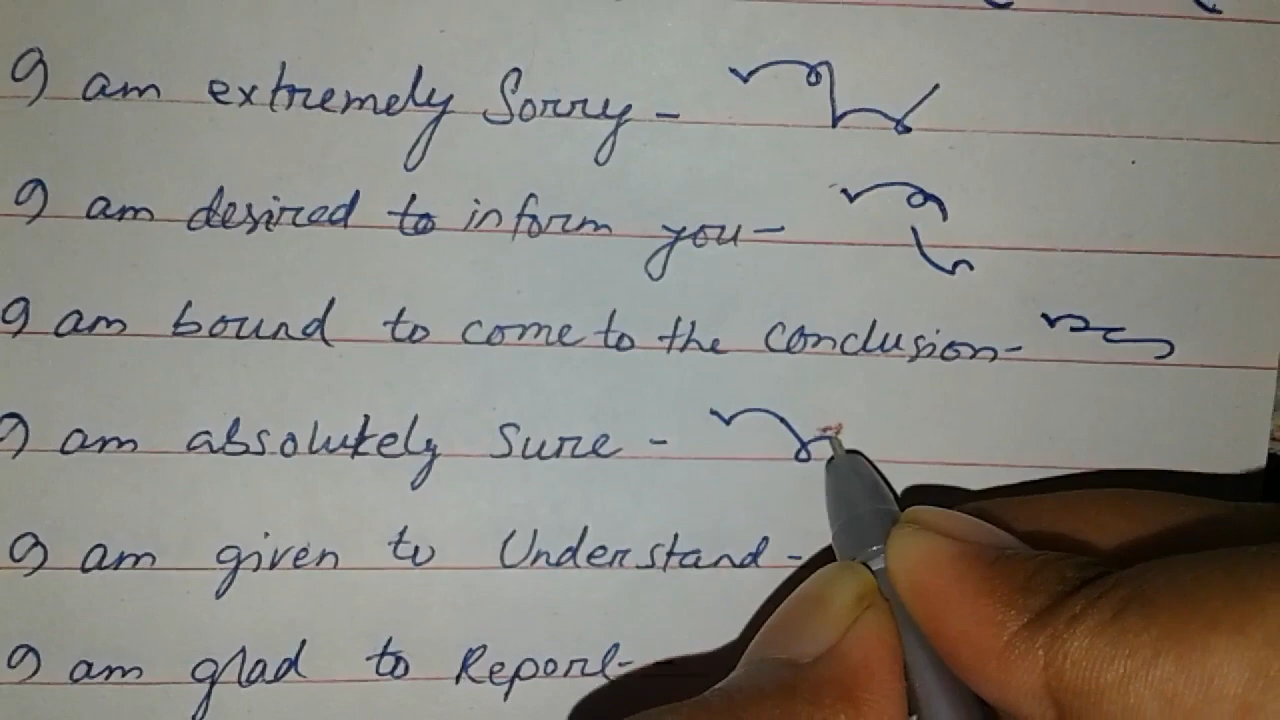 I am extremely Sorry -
I am desired to inform you -
I am bound to come to the conclusion -
I am absolutely Sure -
I am given to Understand -
I am glad to Report -